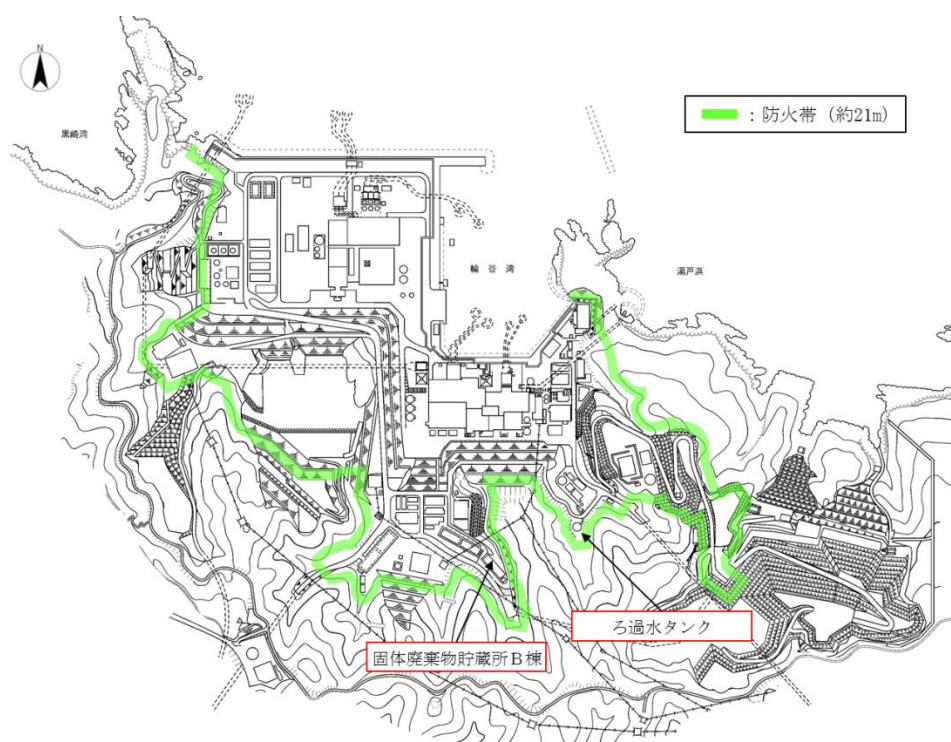 N
黒崎湾
：防火帯（約21m）
輪谷湾
湯戸浜
ろ過水タンク
固体廃棄物貯蔵所Ｂ棟